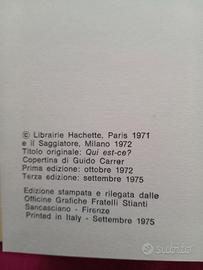 © Librairie Hachette, Paris 1971
e il Saggiatore, Milano 1972
Titolo originale: Qui est-ce?
Copertina di Guido Carrer
Prima edizione: ottobre 1972
Terza edizione: settembre 1975
Edizione stampata e rilegata dalle
Officine Grafiche Fratelli Stianti
Sancasciano - Firenze
Printed in Italy - Settembre 1975
subito